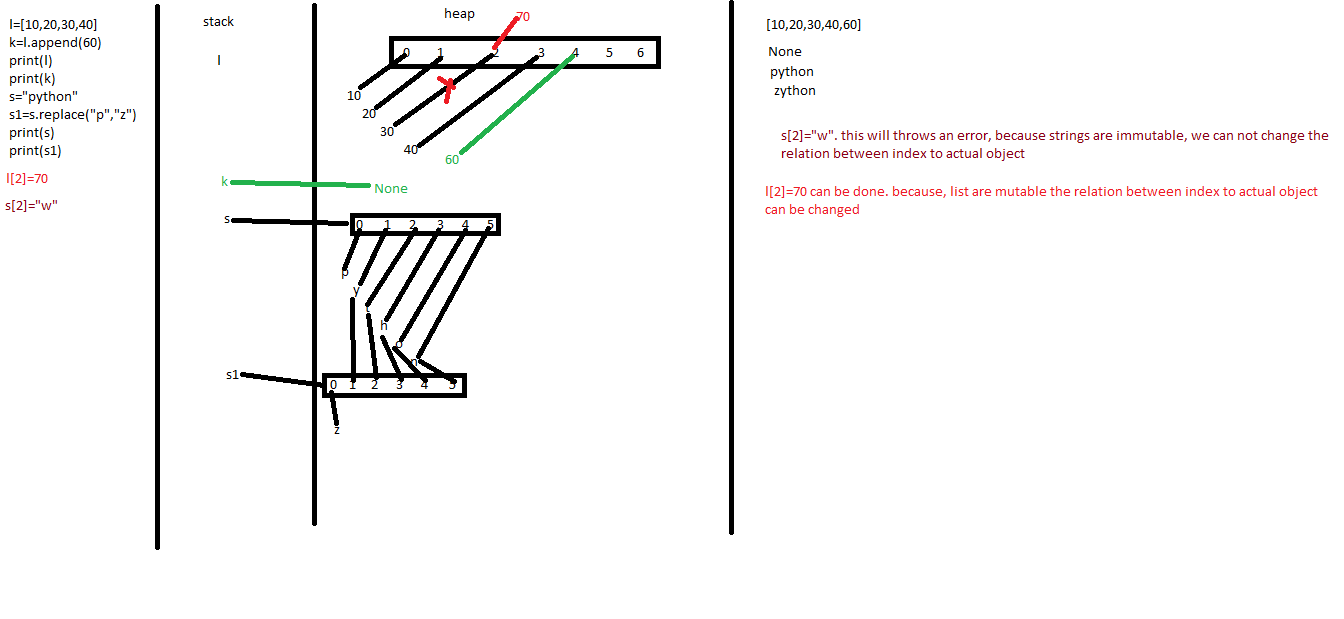 l=[10,20,30,40]
k=l.append(60)
print(l)
print(k)
s="python"
s1=s.replace("p","z")
print(s)
print(s1)
l[2]=70
s[2]="w"
stack
l
k
s
s1
heap
70
0 1 2 3 4 5 6
10
20
30
40
60
None
0 1 2 3 4 5
p
y
t
h
o
n
0 1 2 3 4 5
z
[10,20,30,40,60]
None
python
zython
s[2]="w". this will throws an error, because strings are immutable, we can not change the
relation between index to actual object
l[2]=70 can be done. because, list are mutable the relation between index to actual object
can be changed